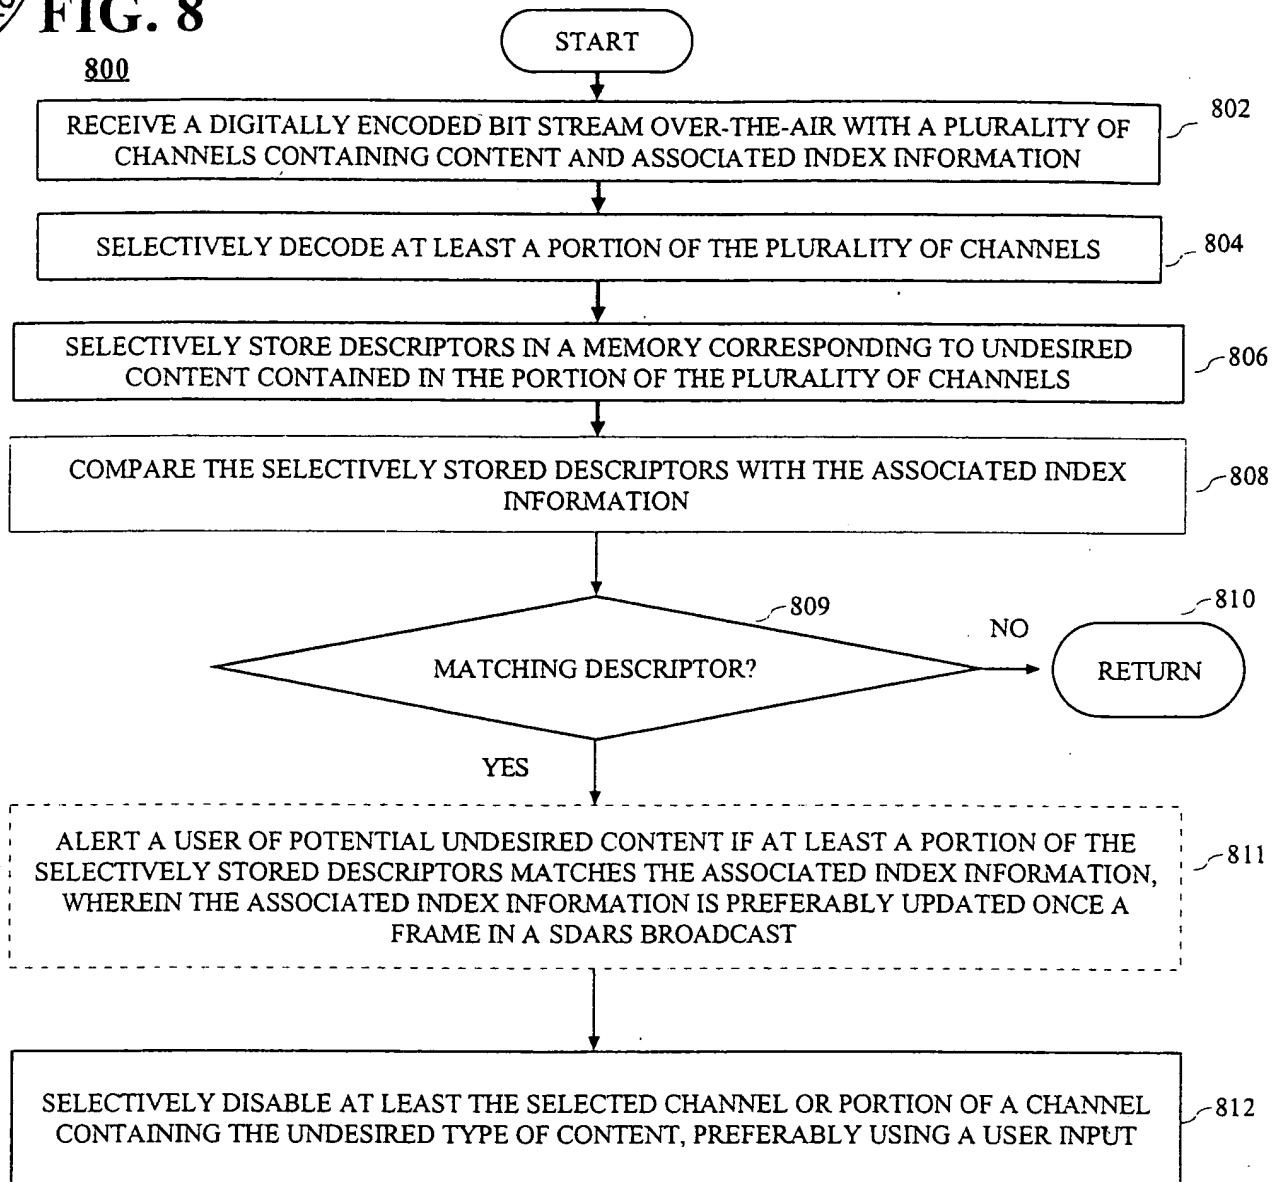 FIG. 8
800
START
802
RECEIVE A DIGITALLY ENCODED BIT STREAM OVER-THE-AIR WITH A PLURALITY OF
CHANNELS CONTAINING CONTENT AND ASSOCIATED INDEX INFORMATION
SELECTIVELY DECODE AT LEAST A PORTION OF THE PLURALITY OF CHANNELS
804
SELECTIVELY STORE DESCRIPTORS IN A MEMORY CORRESPONDING TO UNDESIRED
CONTENT CONTAINED IN THE PORTION OF THE PLURALITY OF CHANNELS
806
COMPARE THE SELECTIVELY STORED DESCRIPTORS WITH THE ASSOCIATED INDEX
INFORMATION
808
809
MATCHING DESCRIPTOR?
NO
810
RETURN
YES
ALERT A USER OF POTENTIAL UNDESIRED CONTENT IF AT LEAST A PORTION OF THE
SELECTIVELY STORED DESCRIPTORS MATCHES THE ASSOCIATED INDEX INFORMATION,
WHEREIN THE ASSOCIATED INDEX INFORMATION IS PREFERABLY UPDATED ONCE A
FRAME IN A SDARS BROADCAST
811
SELECTIVELY DISABLE AT LEAST THE SELECTED CHANNEL OR PORTION OF A CHANNEL
CONTAINING THE UNDESIRED TYPE OF CONTENT, PREFERABLY USING A USER INPUT
812